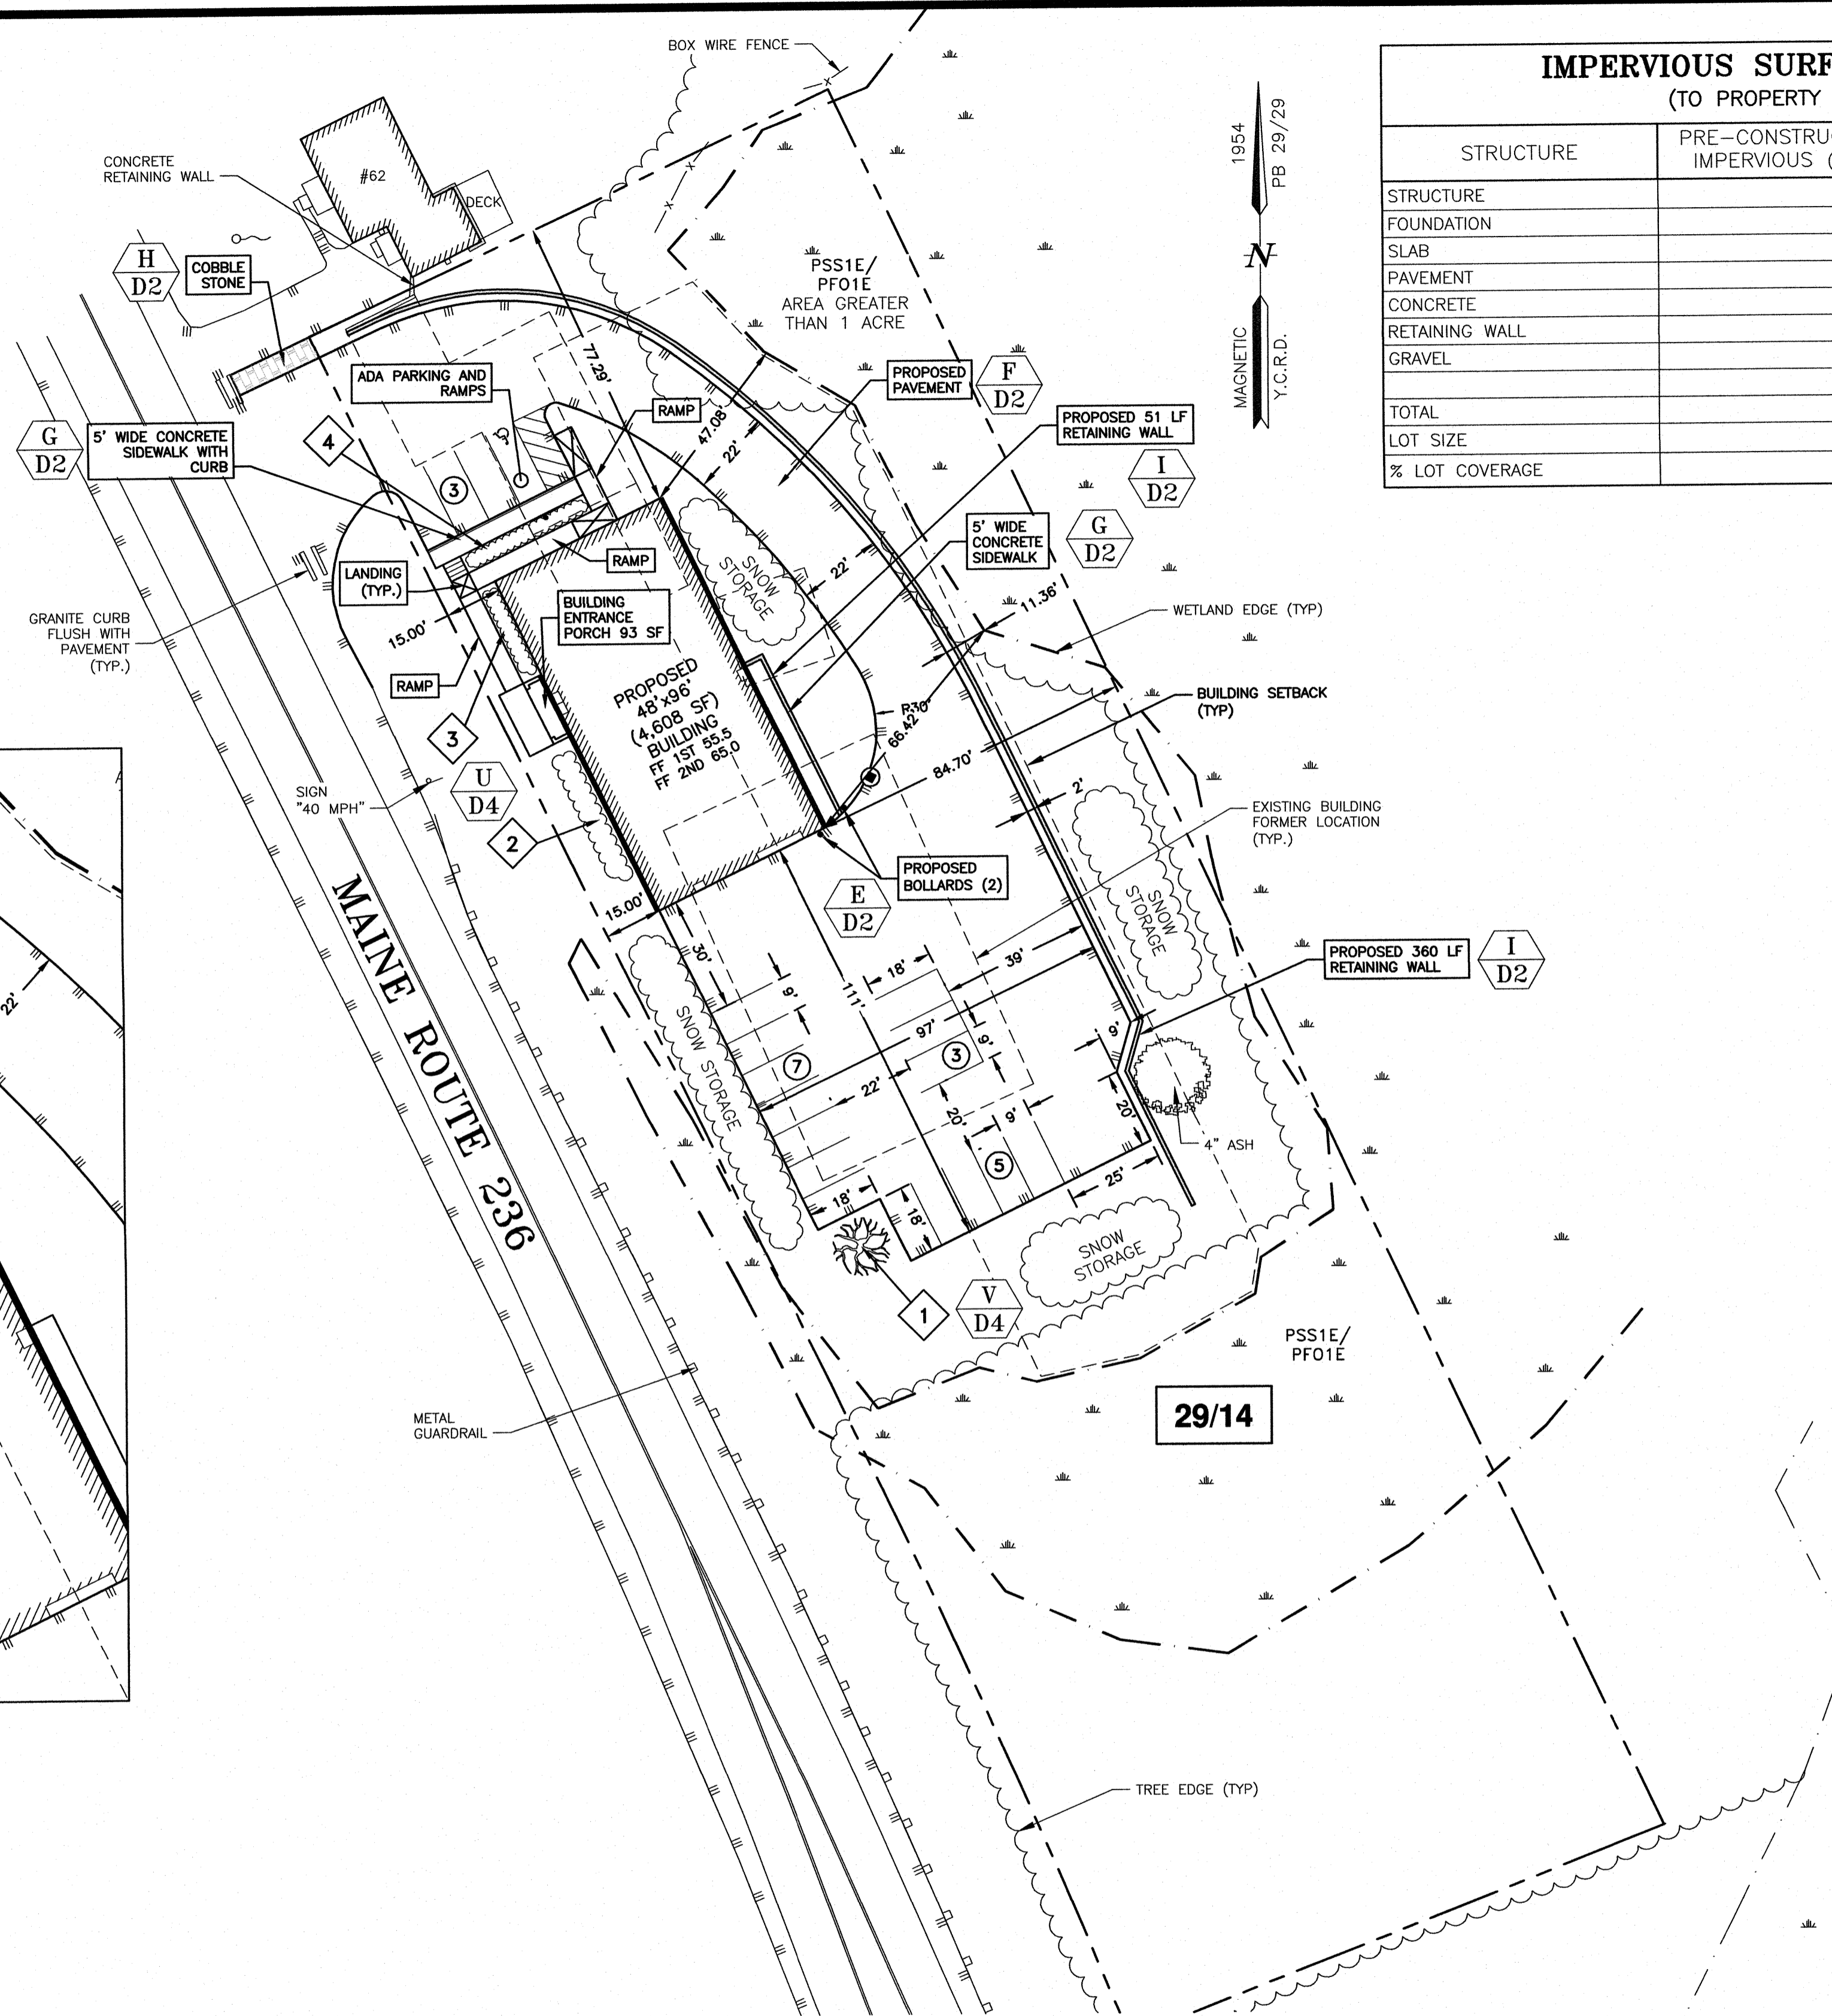 BOX WIRE FENCE
IMPERVIOUS SURF
(TO PROPERTY
STRUCTURE
PRE-CONSTRU
IMPERVIOUS (
STRUCTURE
FOUNDATION
SLAB
PAVEMENT
CONCRETE
RETAINING WALL
GRAVEL
TOTAL
LOT SIZE
% LOT COVERAGE
1954
PB 29/29
N
MAGNETIC
Y.C.R.D.
CONCRETE
RETAINING WALL
#62
DECK
H
D2
COBBLE
STONE
PSS1E/
PF01E
AREA GREATER
THAN 1 ACRE
77.29'
ADA PARKING AND
RAMPS
RAMP
47.08'
22'
PROPOSED
PAVEMENT
F
D2
PROPOSED 51 LF
RETAINING WALL
I
D2
G
D2
5' WIDE CONCRETE
SIDEWALK WITH
CURB
4
3
5' WIDE
CONCRETE
SIDEWALK
G
D2
LANDING
(TYP.)
RAMP
SNOW
STORAGE
22'
11.36'
WETLAND EDGE (TYP)
GRANITE CURB
FLUSH WITH
PAVEMENT
(TYP.)
15.00'
BUILDING
ENTRANCE
PORCH 93 SF
RAMP
3
PROPOSED
48'x96'
(4,608 SF)
BUILDING
FF 1ST 55.5
FF 2ND 65.0
R30'
66.42'
84.70'
BUILDING SETBACK
(TYP)
SIGN
"40 MPH"
U
D4
2
2'
EXISTING BUILDING
FORMER LOCATION
(TYP.)
PROPOSED
BOLLARDS (2)
E
D2
SNOW
STORAGE
15.00'
30'
MAINE ROUTE 236
SNOW STORAGE
9'
18'
39'
111'
97'
9'
3
7
22'
20'
9'
5
9'
20'
25'
18'
18'
PROPOSED 360 LF
RETAINING WALL
I
D2
4" ASH
SNOW
STORAGE
1
V
D4
PSS1E/
PF01E
29/14
METAL
GUARDRAIL
TREE EDGE (TYP)
22'